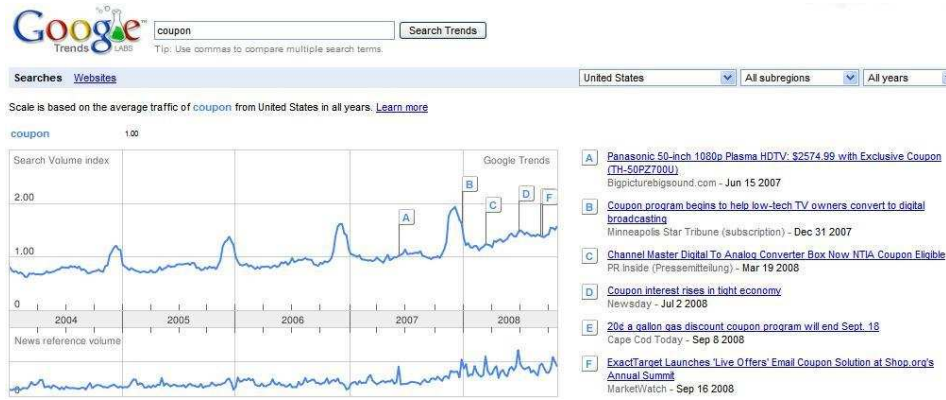 Google
Trends LABS
coupon
Search Trends
Tip: Use commas to compare multiple search terms.
Searches Websites
United States
All subregions
All years
Scale is based on the average traffic of coupon from United States in all years. Learn more
coupon 1.00
Search Volume index
Google Trends
2.00
1.00
0
A
B
C
D
F
2004 2005 2006 2007 2008
News reference volume
0
A Panasonic 50-inch 1080p Plasma HDTV: $2574.99 with Exclusive Coupon
(TH-50PZ700U)
Bigpicturebigsound.com - Jun 15 2007
B Coupon program begins to help low-tech TV owners convert to digital
broadcasting
Minneapolis Star Tribune (subscription) - Dec 31 2007
C Channel Master Digital To Analog Converter Box Now NTIA Coupon Eligible
PR Inside (Pressemitteilung) - Mar 19 2008
D Coupon interest rises in tight economy
Newsday - Jul 2 2008
E 20¢ a gallon gas discount coupon program will end Sept. 18
Cape Cod Today - Sep 8 2008
F ExactTarget Launches 'Live Offers' Email Coupon Solution at Shop.org's
Annual Summit
MarketWatch - Sep 16 2008